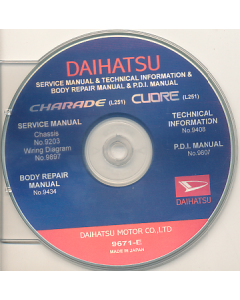 DAIHATSU
SERVICE MANUAL & TECHNICAL INFORMATION &
BODY REPAIR MANUAL & P.D.I. MANUAL
CHARADE (L251) CUORE (L251)
SERVICE MANUAL
Chassis
No.9203
Wiring Diagram
No.9897
BODY REPAIR
MANUAL
No.9434
TECHNICAL
INFORMATION
No.9408
P.D.I. MANUAL
No.9807
DAIHATSU
DAIHATSU MOTOR CO.,LTD
9671-E
MADE IN JAPAN